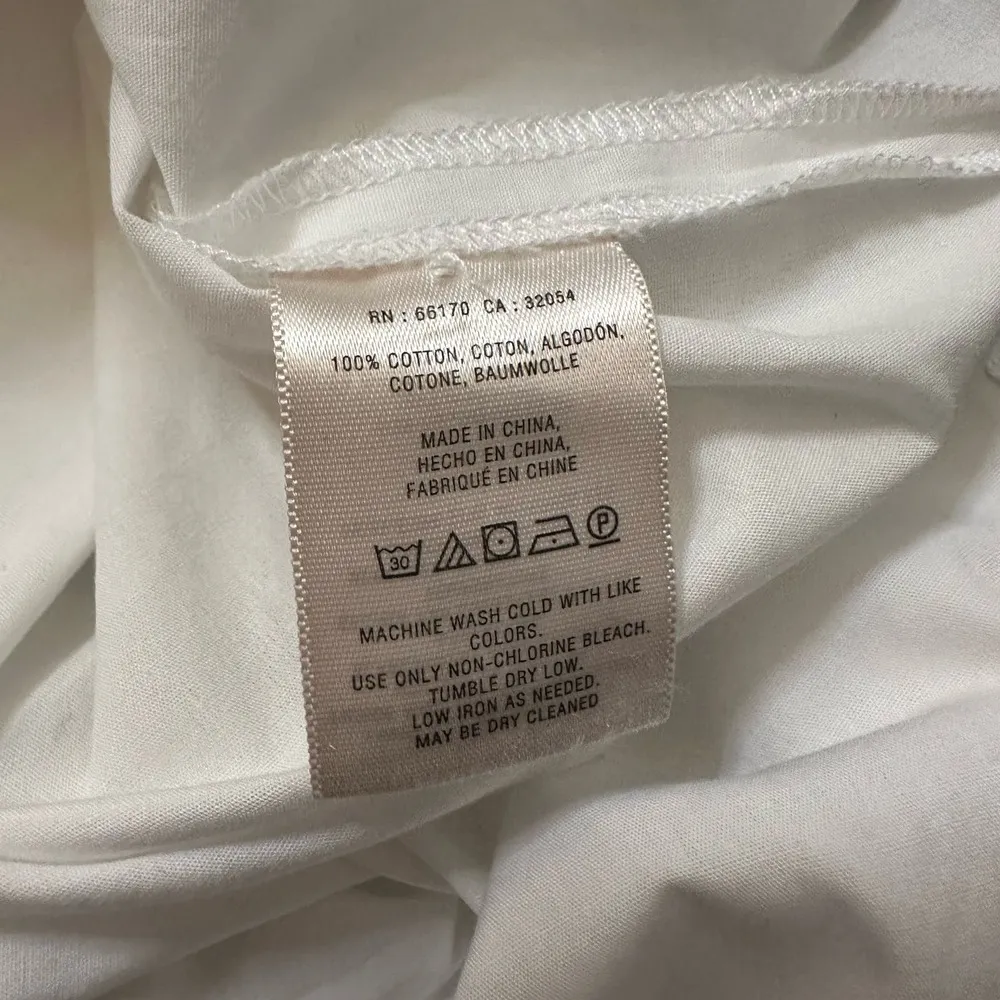 RN : 66170 CA : 32054
100% COTTON, COTON, ALGODÓN,
COTONE, BAUMWOLLE
MADE IN CHINA,
HECHO EN CHINA,
FABRIQUÉ EN CHINE
30 P
MACHINE WASH COLD WITH LIKE
COLORS.
USE ONLY NON-CHLORINE BLEACH.
TUMBLE DRY LOW.
LOW IRON AS NEEDED.
MAY BE DRY CLEANED